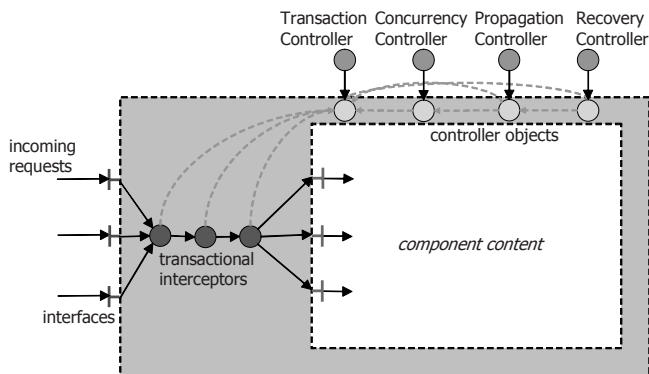 Transaction Concurrency Propagation Recovery
Controller Controller Controller Controller
controller objects
incoming
requests
component content
transactional
interceptors
interfaces